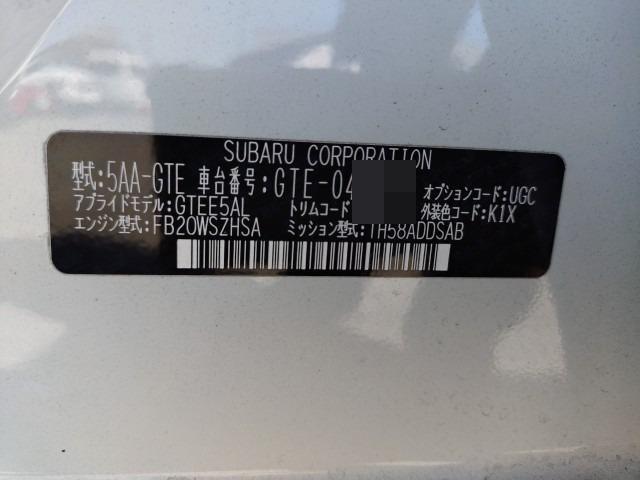 SUBARU CORPORATION
型式:5AA-GTE 車台番号:GTE-04 オプションコード:UGC
アプライドモデル:GTEE5AL トリムコード 外装色コード:K1X
エンジン型式:FB20WSZHSA ミッション型式:TH58ADDSAB